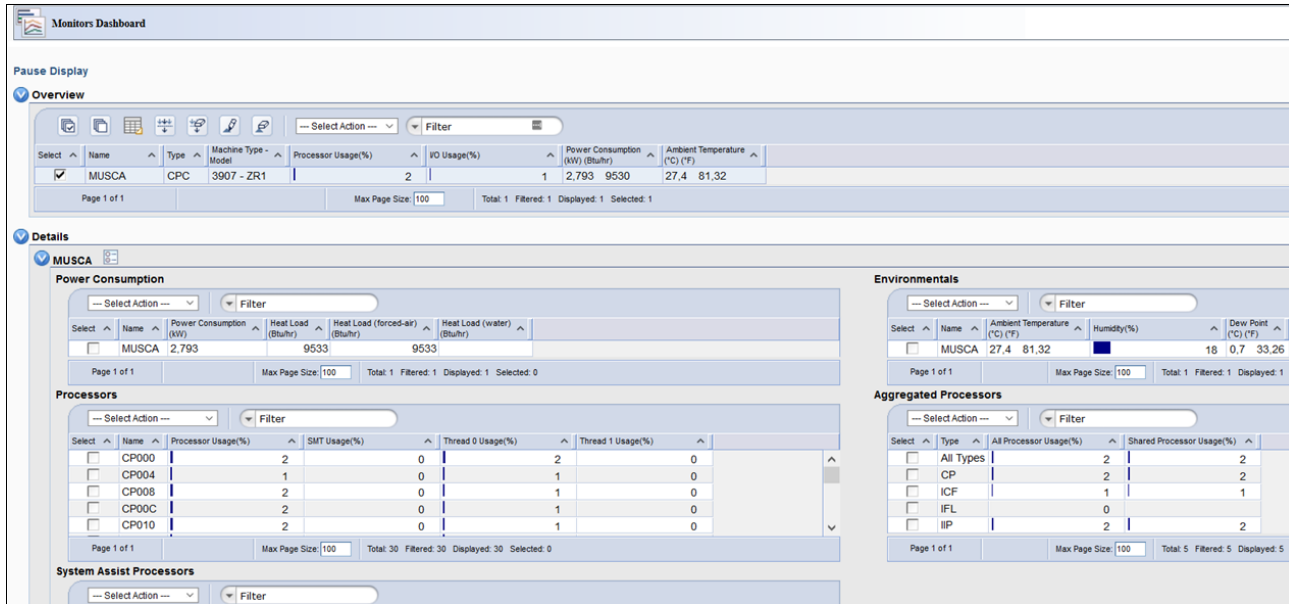 Monitors Dashboard
Pause Display
Overview
--- Select Action --- Filter
Select Name Type Machine Type - Model Processor Usage(%) I/O Usage(%) Power Consumption (kW) (Btu/hr) Ambient Temperature (°C) (°F)
MUSCA CPC 3907 - ZR1 2 1 2,793 9530 27,4 81,32
Page 1 of 1 Max Page Size: 100 Total: 1 Filtered: 1 Displayed: 1 Selected: 1
Details
MUSCA
Power Consumption
--- Select Action --- Filter
Select Name Power Consumption (kW) Heat Load (Btu/hr) Heat Load (forced-air) (Btu/hr) Heat Load (water) (Btu/hr)
MUSCA 2,793 9533 9533
Page 1 of 1 Max Page Size: 100 Total: 1 Filtered: 1 Displayed: 1 Selected: 0
Environmentals
--- Select Action --- Filter
Select Name Ambient Temperature (°C) (°F) Humidity(%) Dew Point (°C) (°F)
MUSCA 27,4 81,32 18 0,7 33,26
Page 1 of 1 Max Page Size: 100 Total: 1 Filtered: 1 Displayed: 1
Processors
--- Select Action --- Filter
Select Name Processor Usage(%) SMT Usage(%) Thread 0 Usage(%) Thread 1 Usage(%)
CP000 2 0 2 0
CP004 1 0 1 0
CP008 2 0 1 0
CP00C 2 0 1 0
CP010 2 0 1 0
Page 1 of 1 Max Page Size: 100 Total: 30 Filtered: 30 Displayed: 30 Selected: 0
Aggregated Processors
--- Select Action --- Filter
Select Type All Processor Usage(%) Shared Processor Usage(%)
All Types 2 2
CP 2 2
ICF 1 1
IFL 0
IIP 2 2
Page 1 of 1 Max Page Size: 100 Total: 5 Filtered: 5 Displayed: 5
System Assist Processors
--- Select Action --- Filter